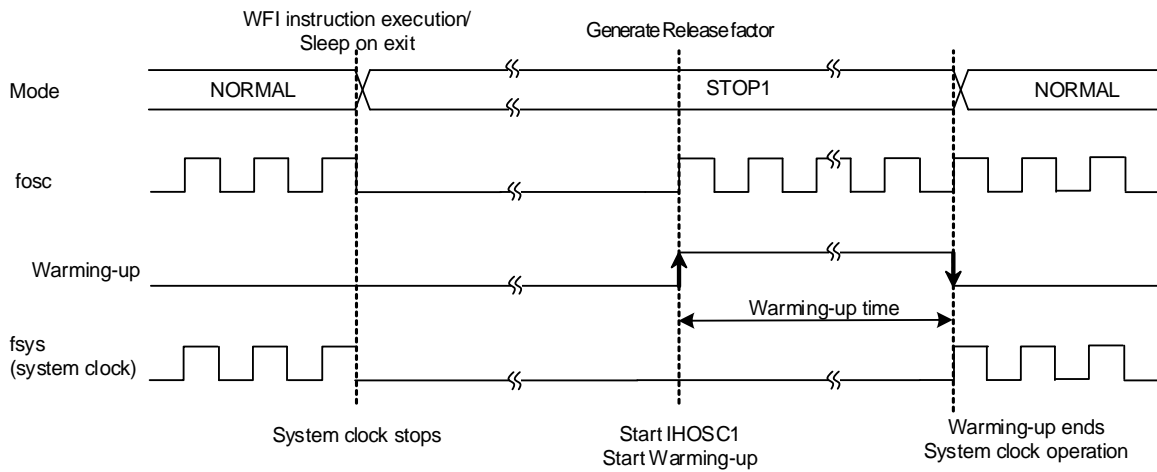 WFI instruction execution/
Sleep on exit
Generate Release factor
Mode
NORMAL
STOP1
NORMAL
fosc
Warming-up
Warming-up time
fsys
(system clock)
System clock stops
Start IHOSC1
Start Warming-up
Warming-up ends
System clock operation